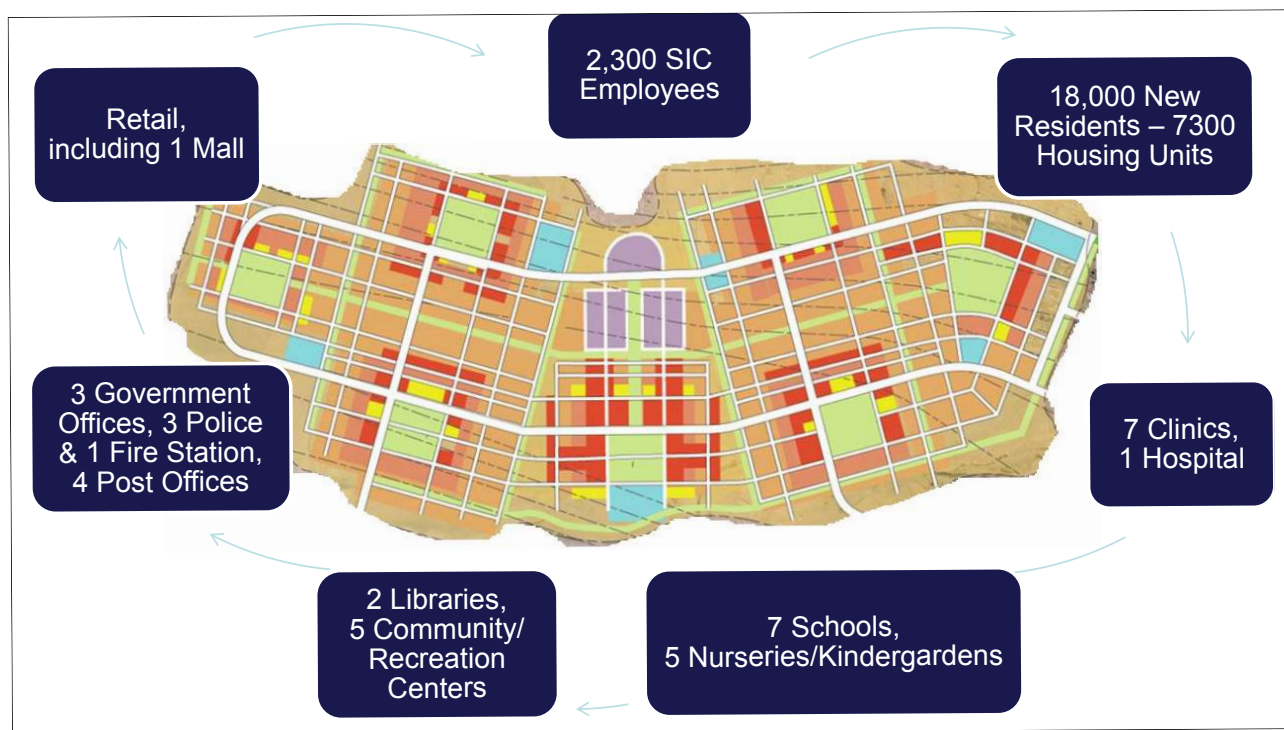 2,300 SIC
Employees
18,000 New
Residents – 7300
Housing Units
7 Clinics,
1 Hospital
7 Schools,
5 Nurseries/Kindergardens
2 Libraries,
5 Community/
Recreation
Centers
3 Government
Offices, 3 Police
& 1 Fire Station,
4 Post Offices
Retail,
including 1 Mall